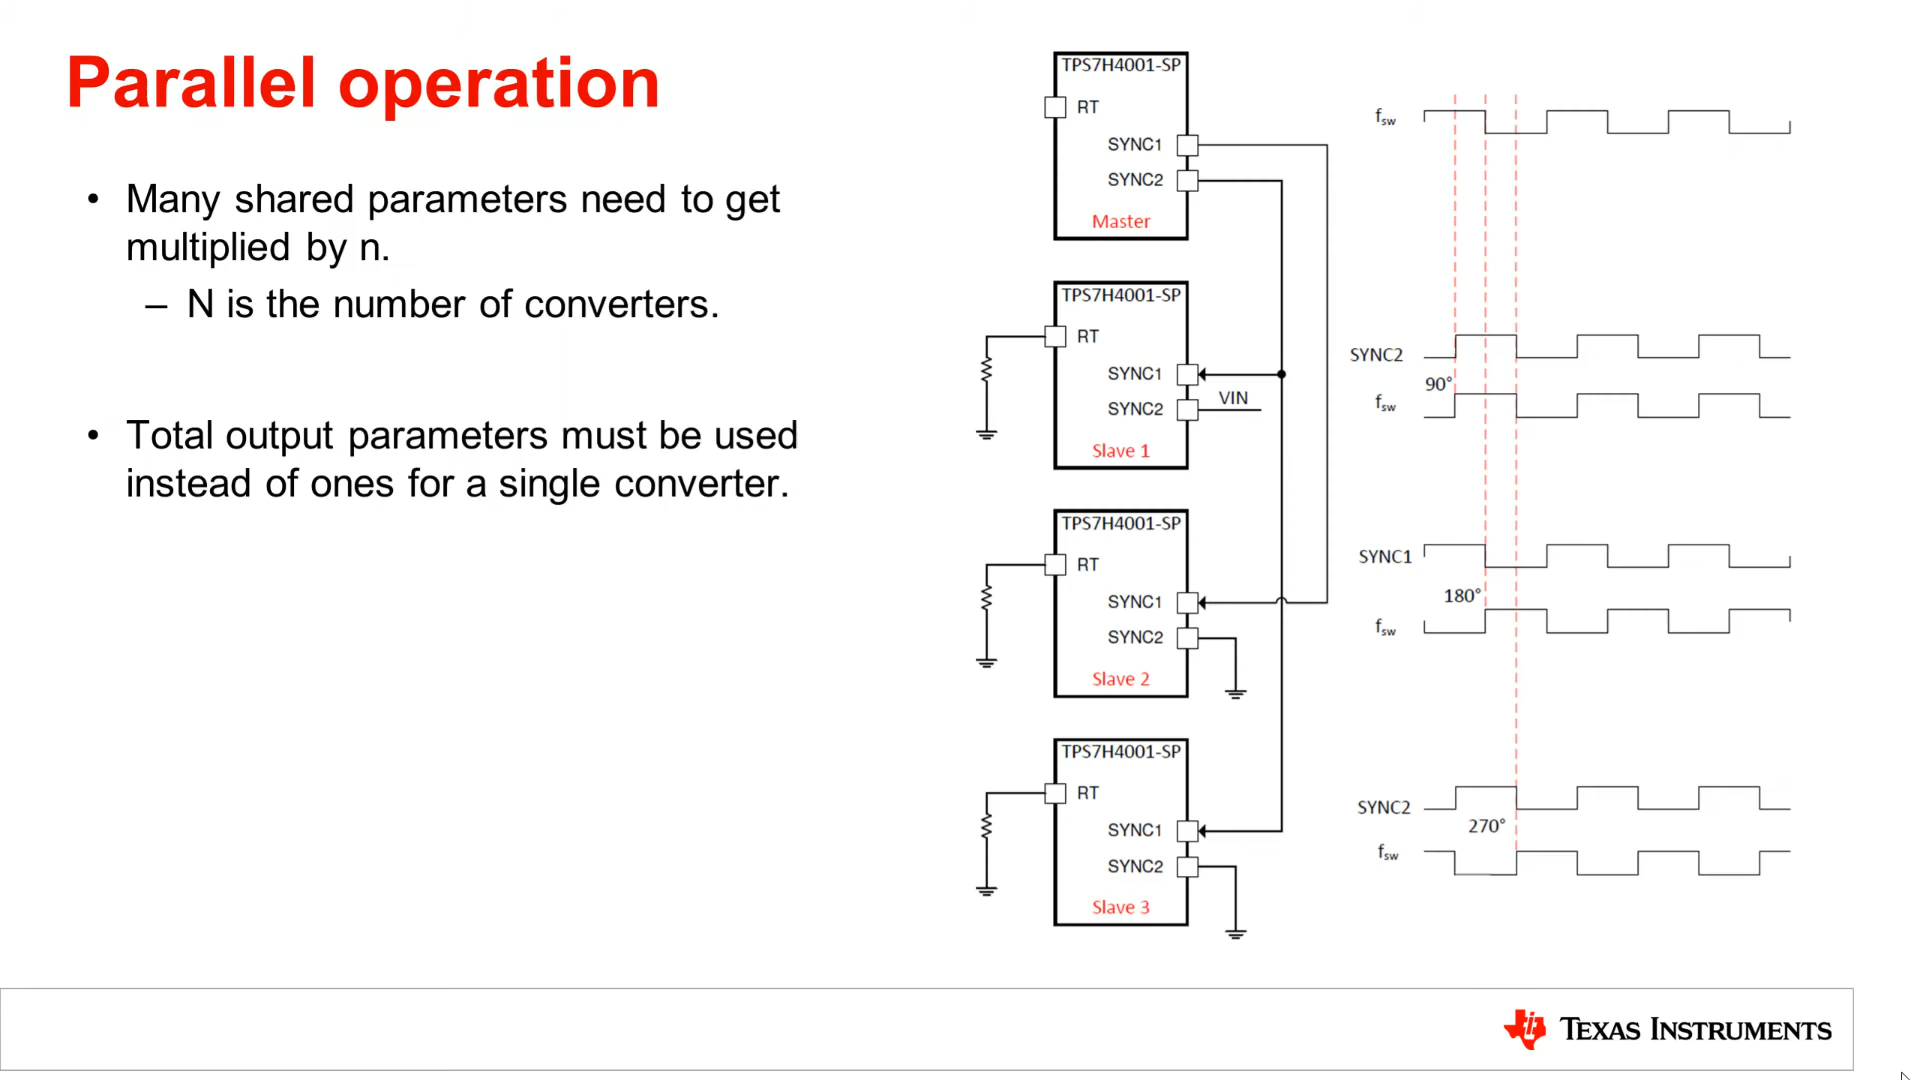 Parallel operation
• Many shared parameters need to get
multiplied by n.
– N is the number of converters.
• Total output parameters must be used
instead of ones for a single converter.
TPS7H4001-SP
RT
SYNC1
SYNC2
Master
TPS7H4001-SP
RT
SYNC1
SYNC2
VIN
Slave 1
TPS7H4001-SP
RT
SYNC1
SYNC2
Slave 2
TPS7H4001-SP
RT
SYNC1
SYNC2
Slave 3
fsw
SYNC2
90°
fsw
SYNC1
180°
fsw
SYNC2
270°
fsw
TEXAS INSTRUMENTS